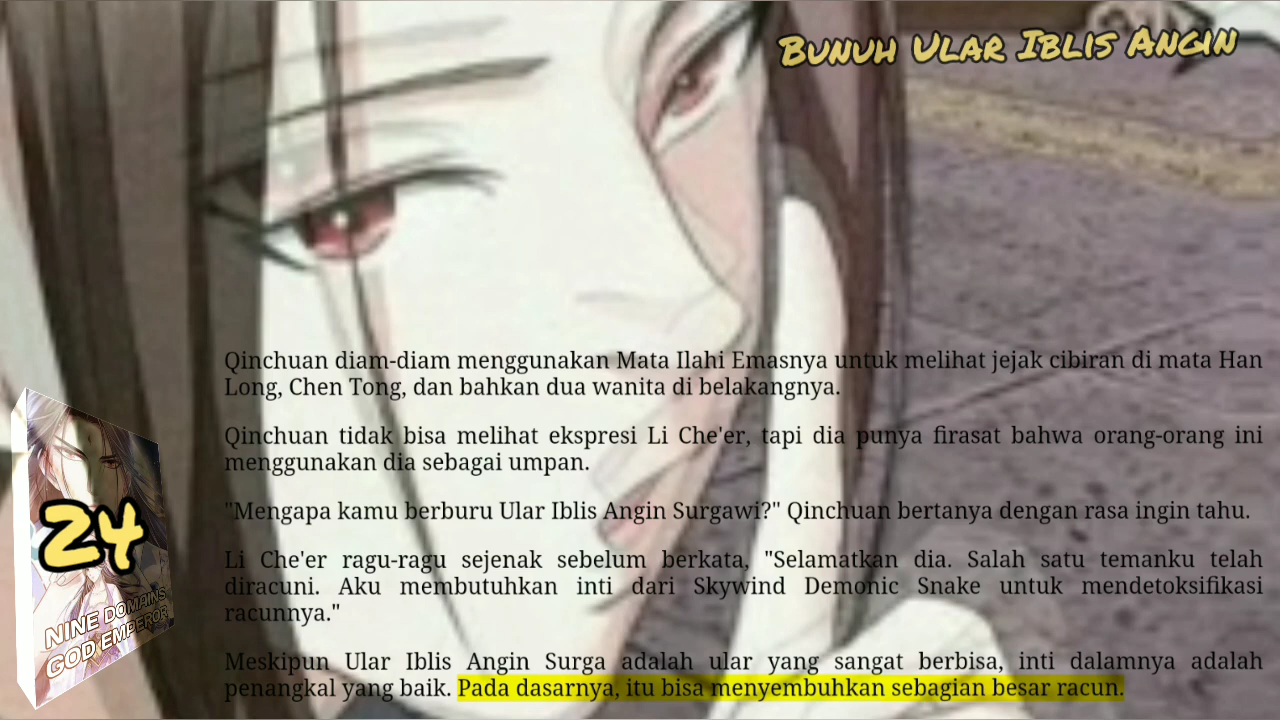 Bunuh Ular Iblis Angin
Qinchuan diam-diam menggunakan Mata Ilahi Emasnya untuk melihat jejak cibiran di mata Han
Long, Chen Tong, dan bahkan dua wanita di belakangnya.
Qinchuan tidak bisa melihat ekspresi Li Che'er, tapi dia punya firasat bahwa orang-orang ini
menggunakan dia sebagai umpan.
"Mengapa kamu berburu Ular Iblis Angin Surgawi?" Qinchuan bertanya dengan rasa ingin tahu.
Li Che'er ragu-ragu sejenak sebelum berkata, "Selamatkan dia. Salah satu temanku telah
diracuni. Aku membutuhkan inti dari Skywind Demonic Snake untuk mendetoksifikasi
racunnya."
Meskipun Ular Iblis Angin Surga adalah ular yang sangat berbisa, inti dalamnya adalah
penangkal yang baik. Pada dasarnya, itu bisa menyembuhkan sebagian besar racun.
24
NINE DOMAINS
GOD EMPEROR